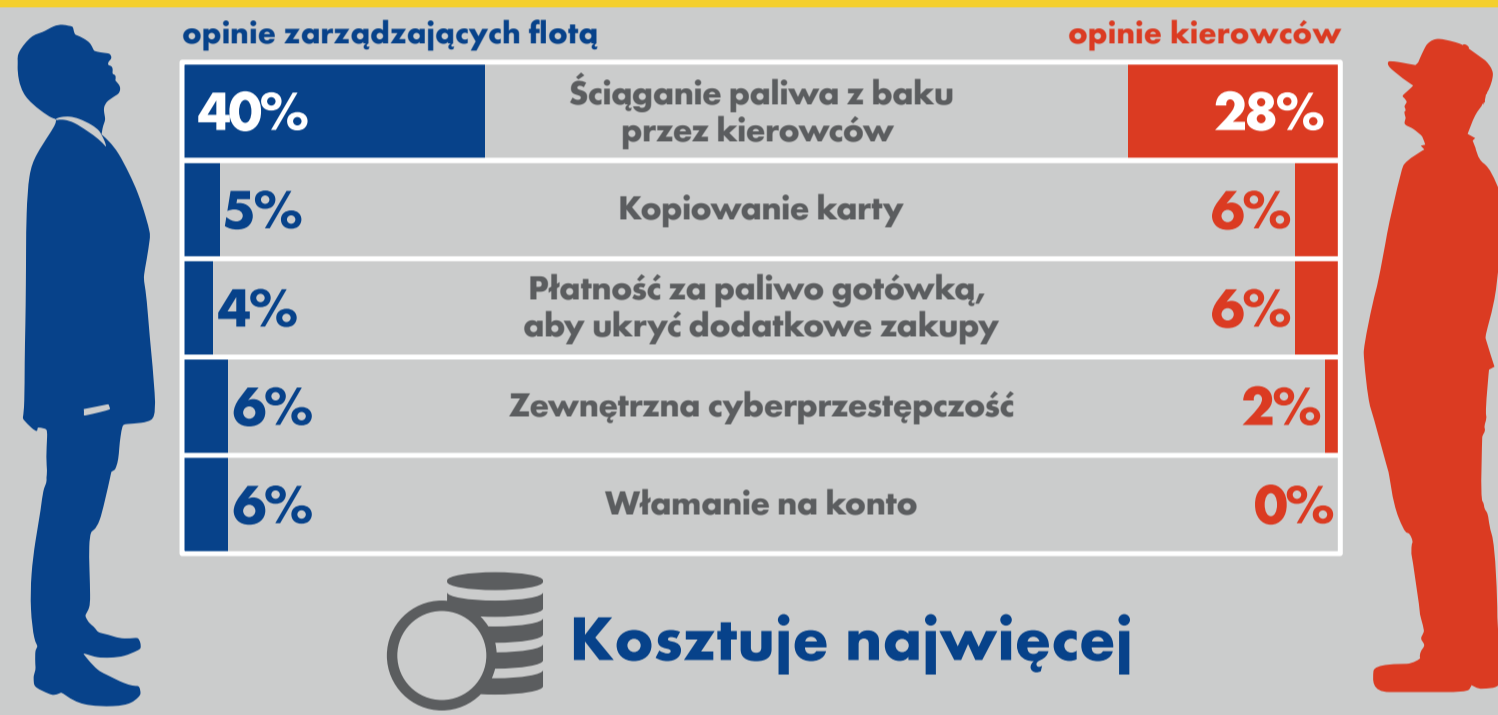 opinie zarządzających flotą
opinie kierowców
40%
Ściąganie paliwa z baku
przez kierowców
28%
5%
Kopiowanie karty
6%
4%
Płatność za paliwo gotówką,
aby ukryć dodatkowe zakupy
6%
6%
Zewnętrzna cyberprzestępczość
2%
6%
Włamanie na konto
0%
Kosztuje najwięcej